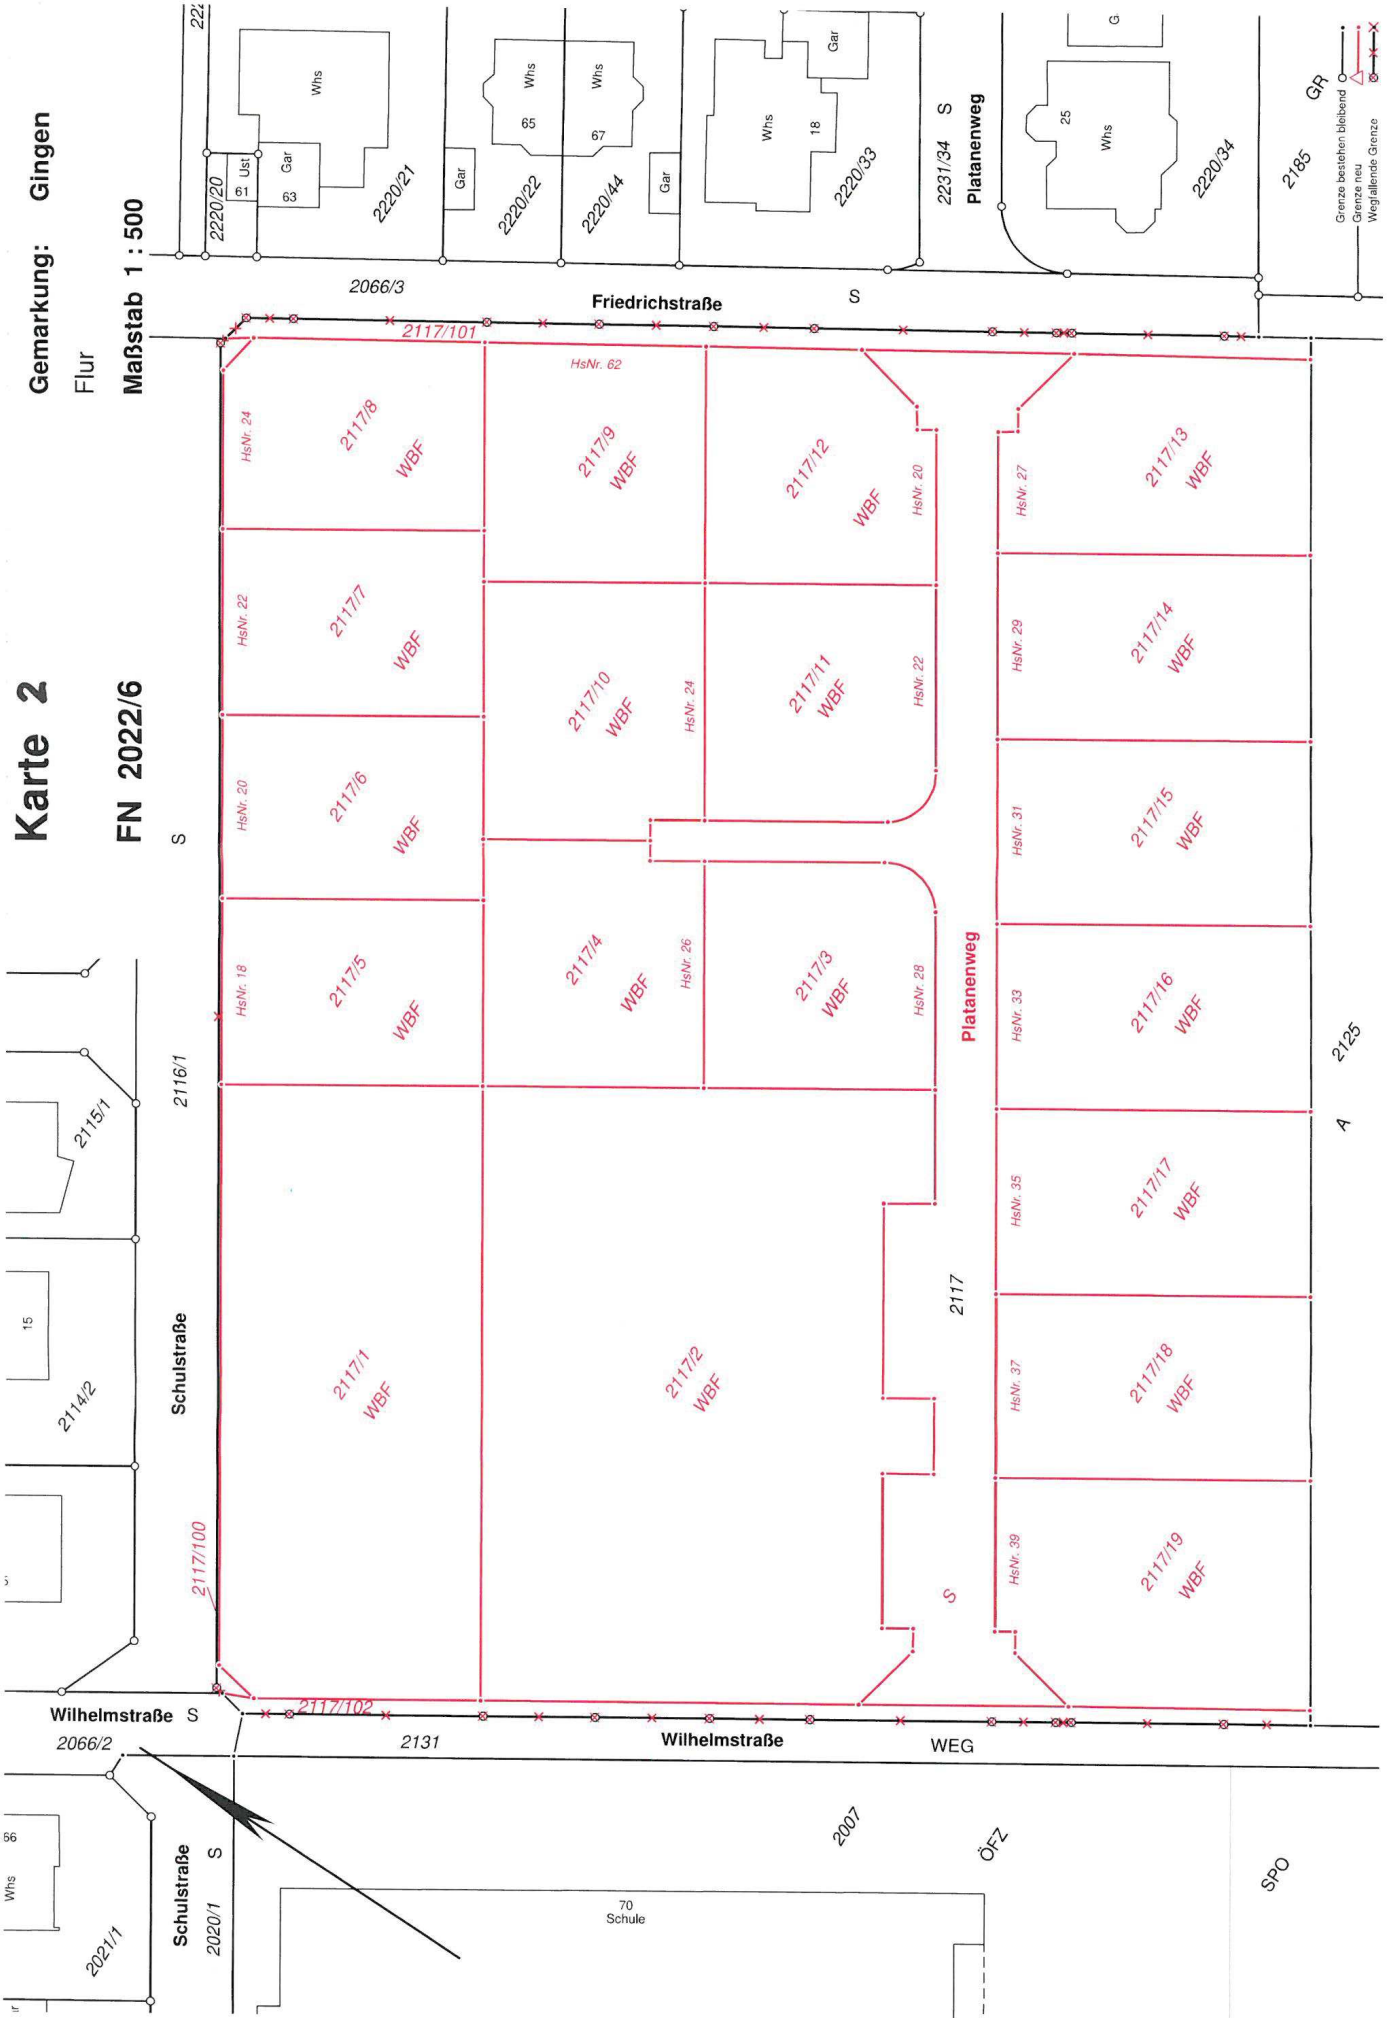 Karte 2
FN 2022/6
Gemarkung: Gingen
Flur
Maßstab 1 : 500
222
2220/20
Ust
61
Gar
63
Whs
2220/21
Gar
Whs
65
2220/22
Whs
67
2220/44
Gar
Whs
18
Gar
2220/33
2231/34 S
Platanenweg
25
Whs
G
2220/34
2185
GR
Grenze bestehen bleibend
Grenze neu
Wegfallende Grenze
2066/3
Friedrichstraße
S
2117/101
HsNr. 62
HsNr. 24
2117/8
WBF
2117/9
WBF
2117/12
WBF
HsNr. 20
HsNr. 27
2117/13
WBF
HsNr. 22
2117/7
WBF
2117/10
WBF
HsNr. 24
2117/11
WBF
HsNr. 22
HsNr. 29
2117/14
WBF
S
HsNr. 20
2117/6
WBF
HsNr. 31
2117/15
WBF
HsNr. 18
2117/5
WBF
2117/4
WBF
HsNr. 26
2117/3
WBF
HsNr. 28
Platanenweg
HsNr. 33
2117/16
WBF
2125
A
2115/1
2116/1
HsNr. 35
2117/17
WBF
15
2114/2
Schulstraße
2117/1
WBF
2117/2
WBF
2117
HsNr. 37
2117/18
WBF
2117/100
S
HsNr. 39
2117/19
WBF
2117/102
Wilhelmstraße S
2066/2
2131
Wilhelmstraße
WEG
66
Whs
2021/1
Schulstraße
2020/1 S
70
Schule
2007
ÖFZ
SPO